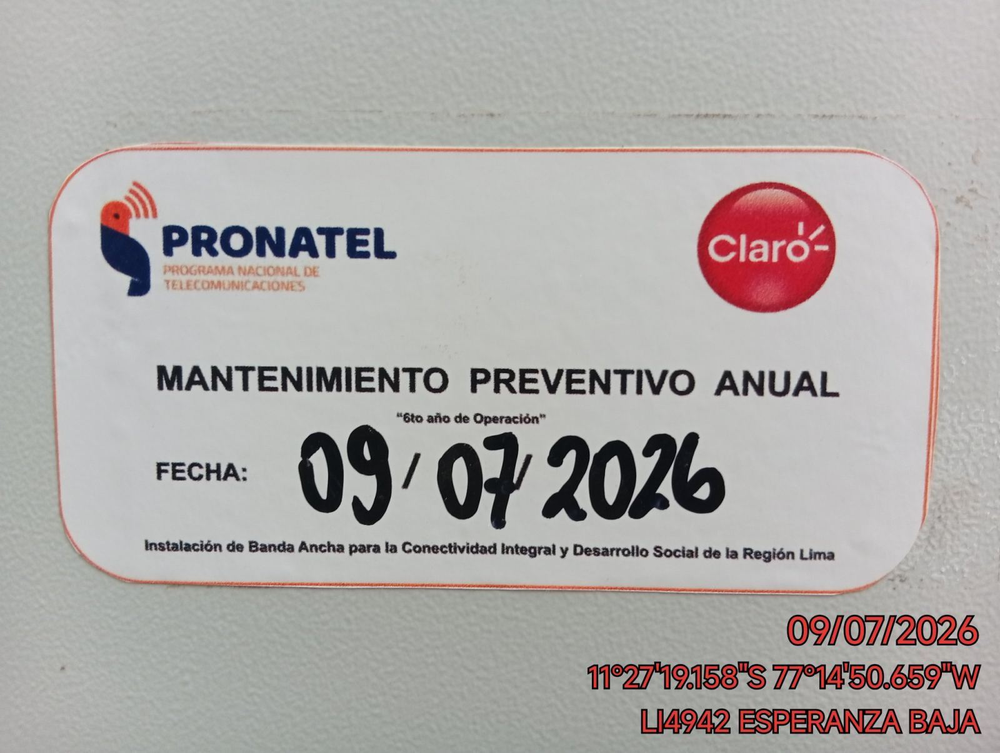 PRONATEL
PROGRAMA NACIONAL DE
TELECOMUNICACIONES
Claro
MANTENIMIENTO PREVENTIVO ANUAL
"6to año de Operación"
FECHA: 09/07/2026
Instalación de Banda Ancha para la Conectividad Integral y Desarrollo Social de la Región Lima
09/07/2026
11°27'19.158"S 77°14'50.659"W
LI4942 ESPERANZA BAJA